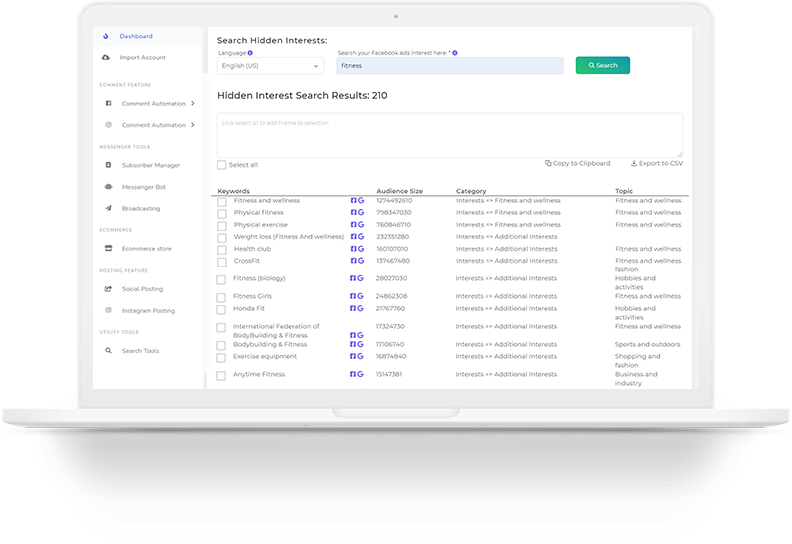 Dashboard
Import Account
COMMENT FEATURE
Comment Automation
Comment Automation
MESSENGER TOOLS
Subscriber Manager
Messenger Bot
Broadcasting
ECOMMERCE
Ecommerce store
POSTING FEATURE
Social Posting
Instagram Posting
UTILITY TOOLS
Search Tools
Search Hidden Interests:
Language
Search your Facebook Ads interest here: *
English (US)
fitness
Search
Hidden Interest Search Results: 210
click select all to add theme to selection
Select all
Copy to Clipboard
Export to CSV
Keywords Audience Size Category Topic
Fitness and wellness 1274492610 Interests => Fitness and wellness Fitness and wellness
Physical fitness 798347030 Interests => Fitness and wellness Fitness and wellness
Physical exercise 760846710 Interests => Fitness and wellness Fitness and wellness
Weight loss (Fitness And wellness) 232351280 Interests => Additional Interests
Health club 160107010 Interests => Additional Interests Fitness and wellness
CrossFit 137467480 Interests => Additional Interests Fitness and wellness
fashion
Fitness (biology) 28027030 Interests => Additional Interests Hobbies and
activities
Fitness Girls 24862308 Interests => Additional Interests Fitness and wellness
Honda Fit 21767760 Interests => Additional Interests Hobbies and
activities
International Federation of 17324730 Interests => Additional Interests Fitness and wellness
BodyBuilding & Fitness
Bodybuilding & Fitness 17106740 Interests => Additional Interests Sports and outdoors
Exercise equipment 16874840 Interests => Additional Interests Shopping and
fashion
Anytime Fitness 15147381 Interests => Additional Interests Business and
industry